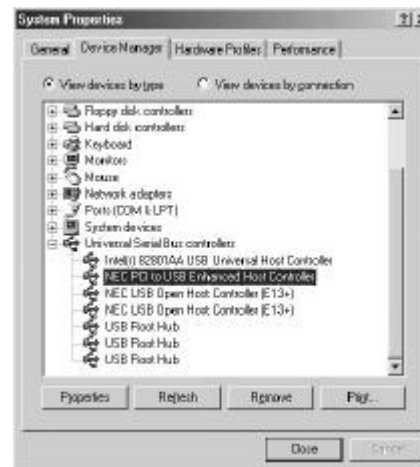 System Properties
General Device Manager Hardware Profiles Performance
View devices by type View devices by connection
Floppy disk controllers
Hard disk controllers
Keyboard
Monitors
Mouse
Network adapters
Ports (COM & LPT)
System devices
Universal Serial Bus controllers
Intel(r) 82801AA USB Universal Host Controller
NEC PCI to USB Enhanced Host Controller
NEC USB Open Host Controller (E13+)
NEC USB Open Host Controller (E13+)
USB Root Hub
USB Root Hub
USB Root Hub
Properties Refresh Remove Print...
Close Cancel